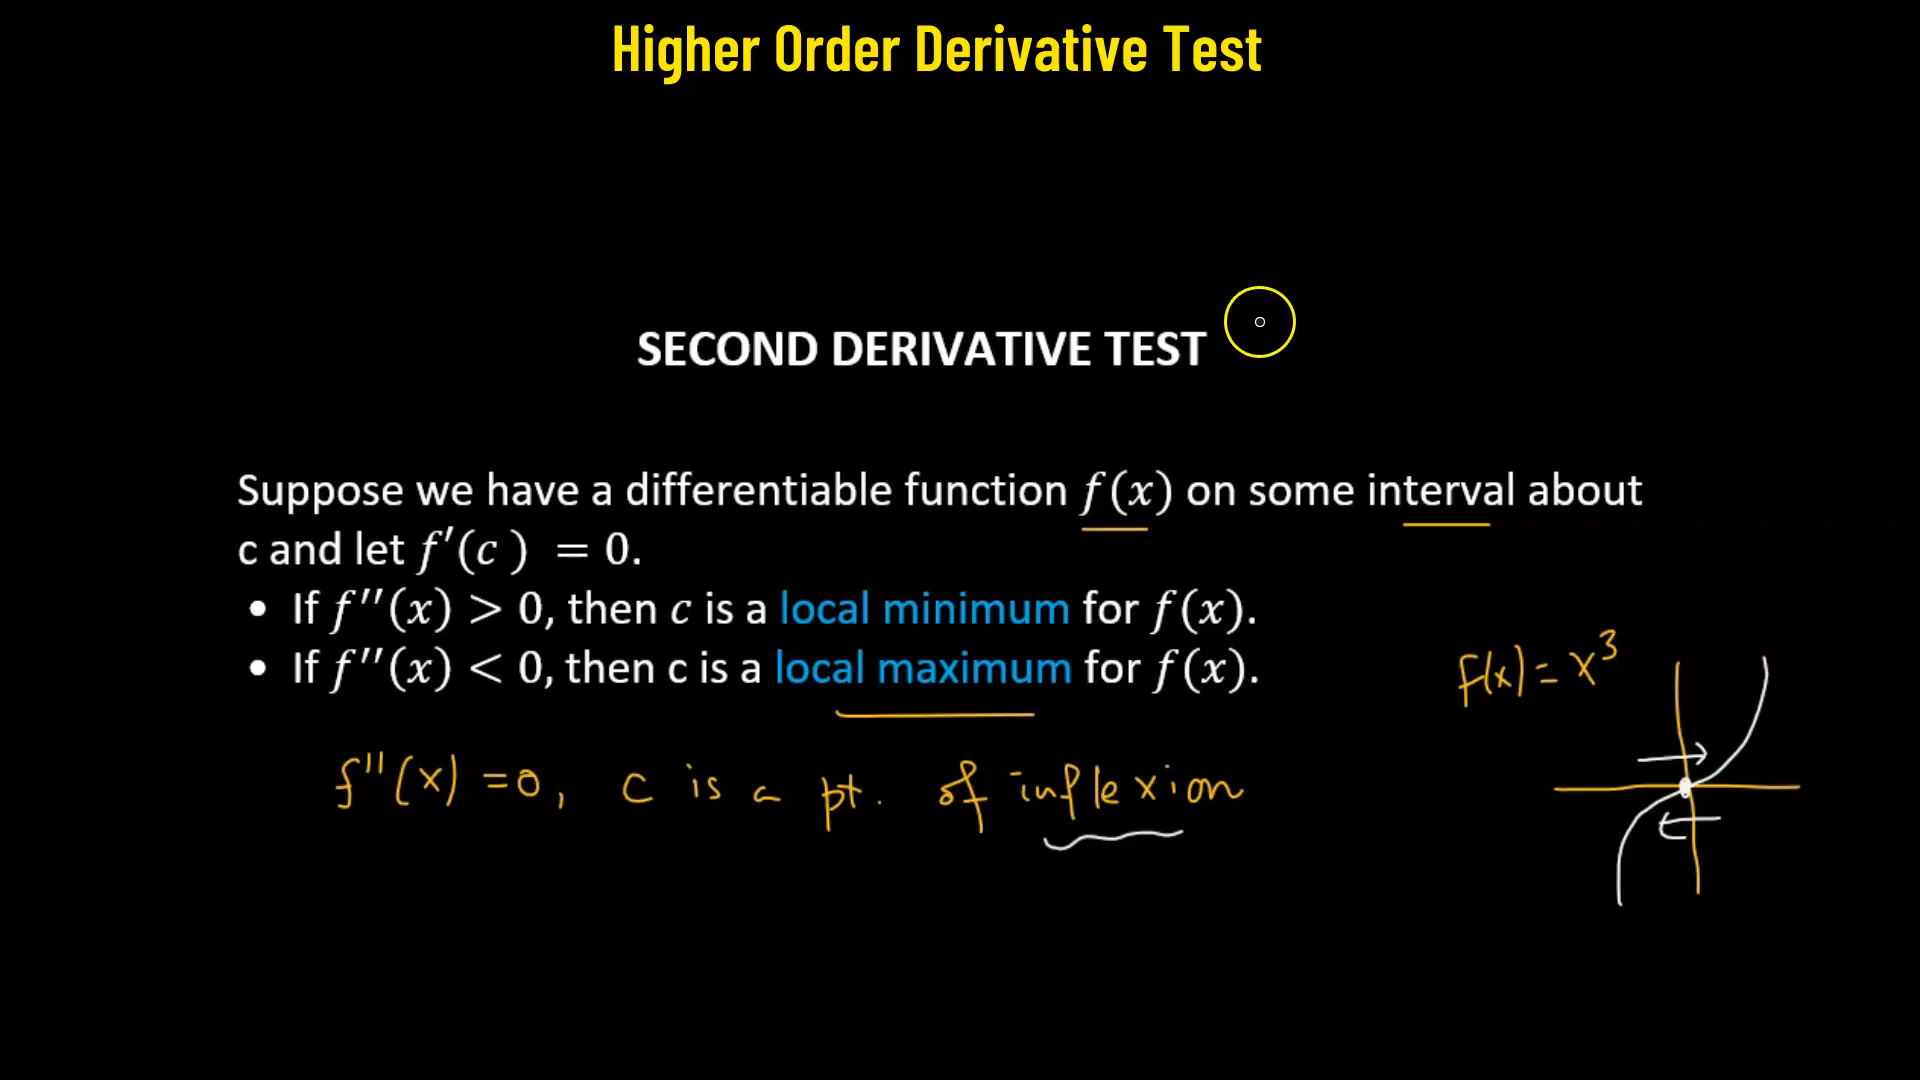 Higher Order Derivative Test
SECOND DERIVATIVE TEST
Suppose we have a differentiable function f(x) on some interval about
c and let f′(c ) = 0.
• If f′′(x) > 0, then c is a local minimum for f(x).
• If f′′(x) < 0, then c is a local maximum for f(x).
f(x) = x³
f''(x) = 0, c is a pt. of inflexion